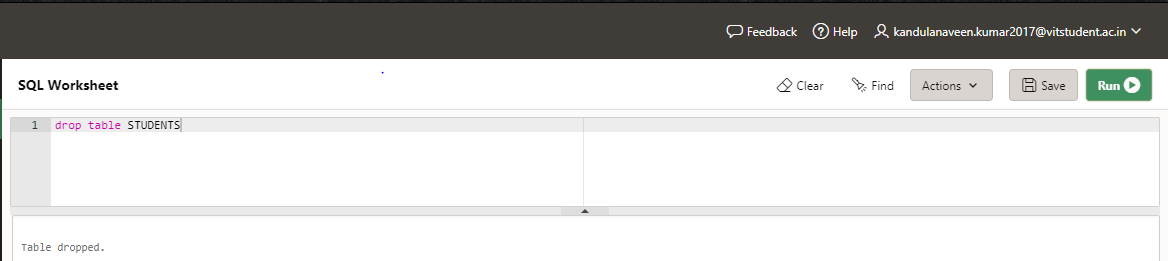 Feedback Help kandulanaveen.kumar2017@vitstudent.ac.in
SQL Worksheet Clear Find Actions Save Run
1 drop table STUDENTS
Table dropped.